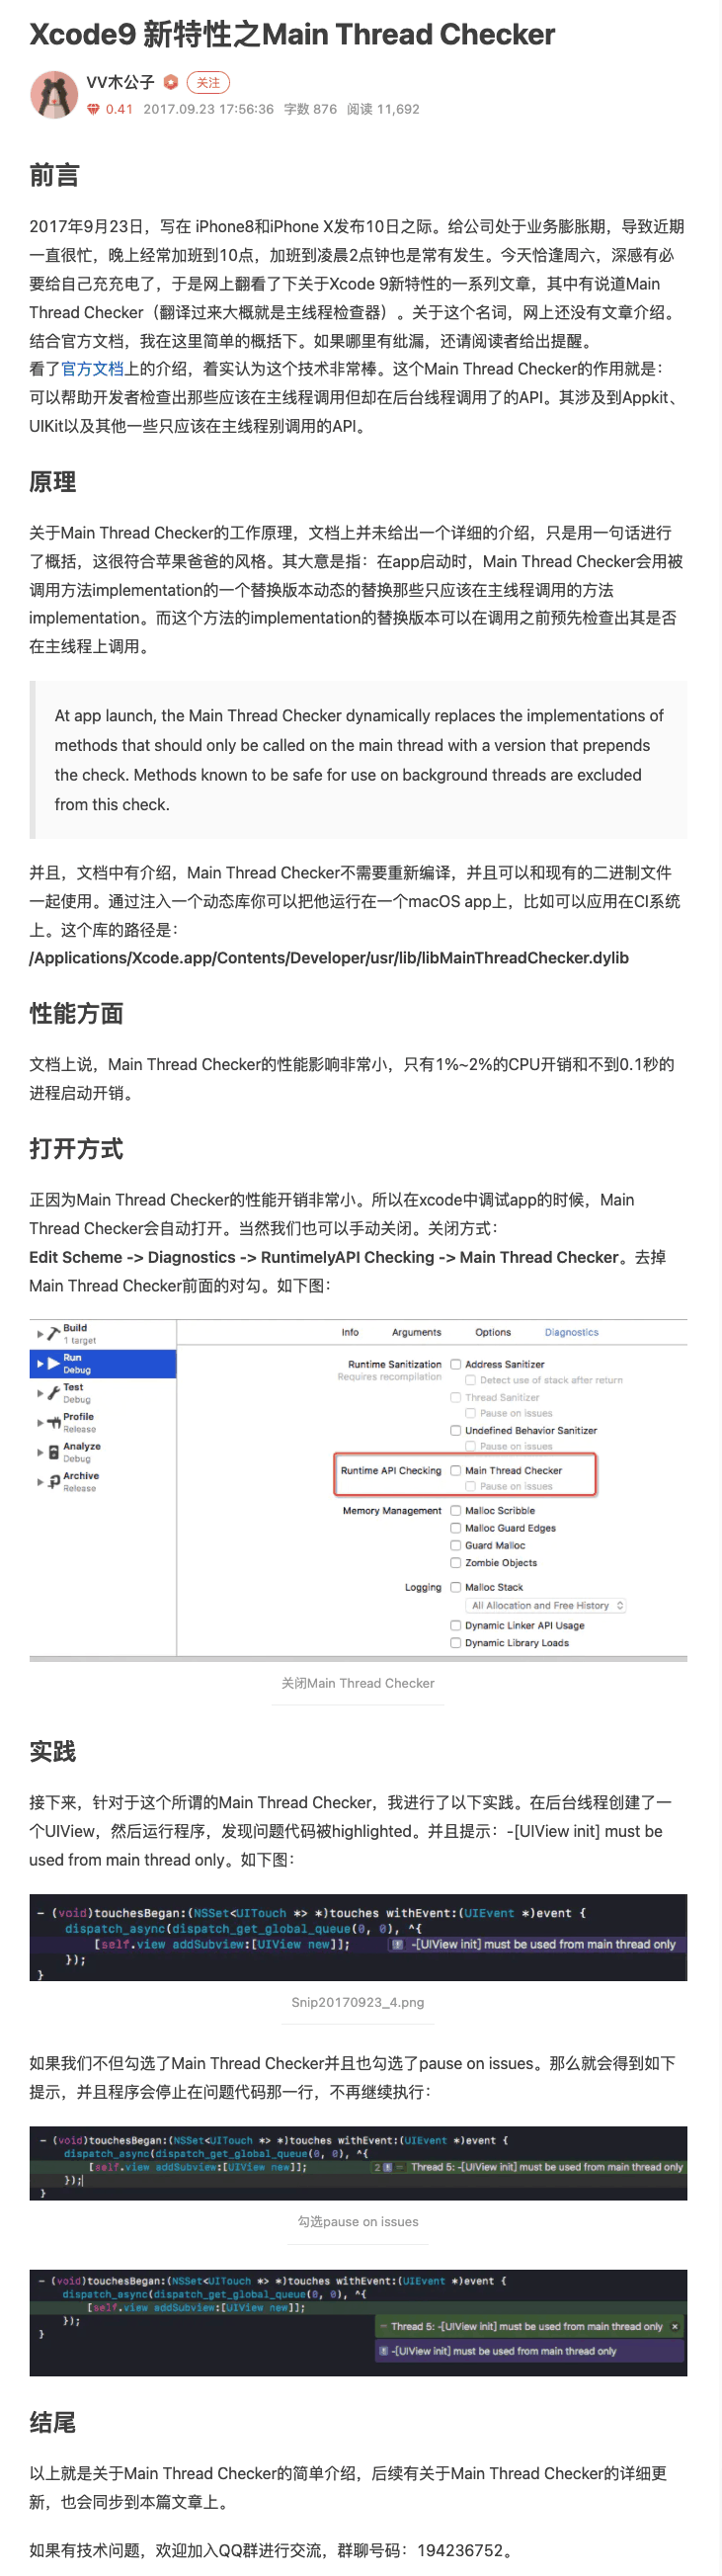 Xcode9 新特性之Main Thread Checker
VV木公子 关注
0.41 2017.09.23 17:56:36 字数 876 阅读 11,692
前言
2017年9月23日，写在 iPhone8和iPhone X发布10日之际。给公司处于业务膨胀期，导致近期
一直很忙，晚上经常加班到10点，加班到凌晨2点钟也是常有发生。今天恰逢周六，深感有必
要给自己充充电了，于是网上翻看了下关于Xcode 9新特性的一系列文章，其中有说道Main
Thread Checker（翻译过来大概就是主线程检查器）。关于这个名词，网上还没有文章介绍。
结合官方文档，我在这里简单的概括下。如果哪里有纰漏，还请阅读者给出提醒。
看了官方文档上的介绍，着实认为这个技术非常棒。这个Main Thread Checker的作用就是：
可以帮助开发者检查出那些应该在主线程调用但却在后台线程调用了的API。其涉及到Appkit、
UIKit以及其他一些只应该在主线程别调用的API。
原理
关于Main Thread Checker的工作原理，文档上并未给出一个详细的介绍，只是用一句话进行
了概括，这很符合苹果爸爸的风格。其大意是指：在app启动时，Main Thread Checker会用被
调用方法implementation的一个替换版本动态的替换那些只应该在主线程调用的方法
implementation。而这个方法的implementation的替换版本可以在调用之前预先检查出其是否
在主线程上调用。
At app launch, the Main Thread Checker dynamically replaces the implementations of
methods that should only be called on the main thread with a version that prepends
the check. Methods known to be safe for use on background threads are excluded
from this check.
并且，文档中有介绍，Main Thread Checker不需要重新编译，并且可以和现有的二进制文件
一起使用。通过注入一个动态库你可以把他运行在一个macOS app上，比如可以应用在CI系统
上。这个库的路径是：
/Applications/Xcode.app/Contents/Developer/usr/lib/libMainThreadChecker.dylib
性能方面
文档上说，Main Thread Checker的性能影响非常小，只有1%~2%的CPU开销和不到0.1秒的
进程启动开销。
打开方式
正因为Main Thread Checker的性能开销非常小。所以在xcode中调试app的时候，Main
Thread Checker会自动打开。当然我们也可以手动关闭。关闭方式：
Edit Scheme -> Diagnostics -> RuntimelyAPI Checking -> Main Thread Checker。去掉
Main Thread Checker前面的对勾。如下图：
Build
1 target
Run
Debug
Test
Debug
Profile
Release
Analyze
Debug
Archive
Release
Info Arguments Options Diagnostics
Runtime Sanitization Address Sanitizer
Requires recompilation Detect use of stack after return
Thread Sanitizer
Pause on issues
Undefined Behavior Sanitizer
Pause on issues
Runtime API Checking Main Thread Checker
Pause on issues
Memory Management Malloc Scribble
Malloc Guard Edges
Guard Malloc
Zombie Objects
Logging Malloc Stack
All Allocation and Free History
Dynamic Linker API Usage
Dynamic Library Loads
关闭Main Thread Checker
实践
接下来，针对于这个所谓的Main Thread Checker，我进行了以下实践。在后台线程创建了一
个UIView，然后运行程序，发现问题代码被highlighted。并且提示：-[UIView init] must be
used from main thread only。如下图：
- (void)touchesBegan:(NSSet<UITouch *> *)touches withEvent:(UIEvent *)event {
dispatch_async(dispatch_get_global_queue(0, 0), ^{
[self.view addSubview:[UIView new]]; -[UIView init] must be used from main thread only
});
}
Snip20170923_4.png
如果我们不但勾选了Main Thread Checker并且也勾选了pause on issues。那么就会得到如下
提示，并且程序会停止在问题代码那一行，不再继续执行：
- (void)touchesBegan:(NSSet<UITouch *> *)touches withEvent:(UIEvent *)event {
dispatch_async(dispatch_get_global_queue(0, 0), ^{
[self.view addSubview:[UIView new]]; 2 Thread 5: -[UIView init] must be used from main thread only
});
}
勾选pause on issues
- (void)touchesBegan:(NSSet<UITouch *> *)touches withEvent:(UIEvent *)event {
dispatch_async(dispatch_get_global_queue(0, 0), ^{
[self.view addSubview:[UIView new]];
});
Thread 5: -[UIView init] must be used from main thread only
}
-[UIView init] must be used from main thread only
结尾
以上就是关于Main Thread Checker的简单介绍，后续有关于Main Thread Checker的详细更
新，也会同步到本篇文章上。
如果有技术问题，欢迎加入QQ群进行交流，群聊号码：194236752。